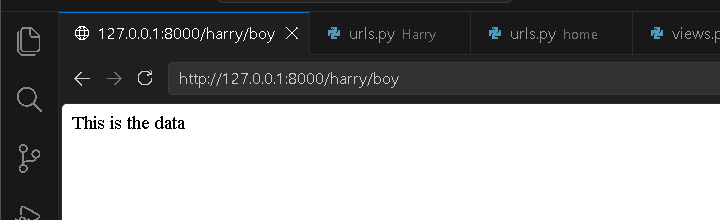 127.0.0.1:8000/harry/boy urls.py Harry urls.py home views.p
http://127.0.0.1:8000/harry/boy
This is the data